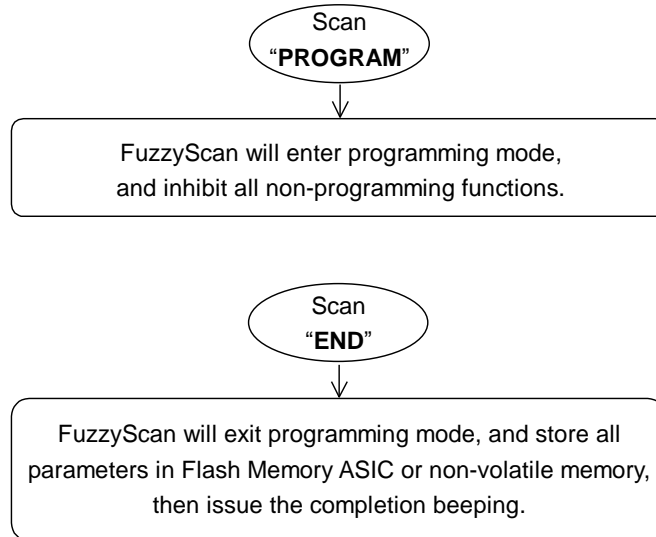 Scan
“PROGRAM”
FuzzyScan will enter programming mode,
and inhibit all non-programming functions.
Scan
“END”
FuzzyScan will exit programming mode, and store all
parameters in Flash Memory ASIC or non-volatile memory,
then issue the completion beeping.